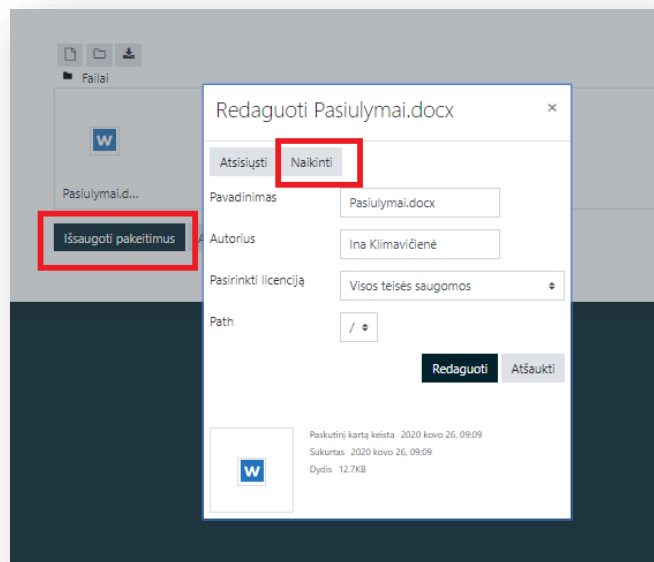 Failai
Pasiulymai.d...
Išsaugoti pakeitimus
Redaguoti Pasiulymai.docx ×
Atsisiųsti Naikinti
Pavadinimas Pasiulymai.docx
Autorius Ina Klimavičienė
Pasirinkti licenciją Visos teisės saugomos
Path /
Redaguoti Atšaukti
W
Paskutinį kartą keista 2020 kovo 26, 09:09
Sukurtas 2020 kovo 26, 09:09
Dydis 12.7KB